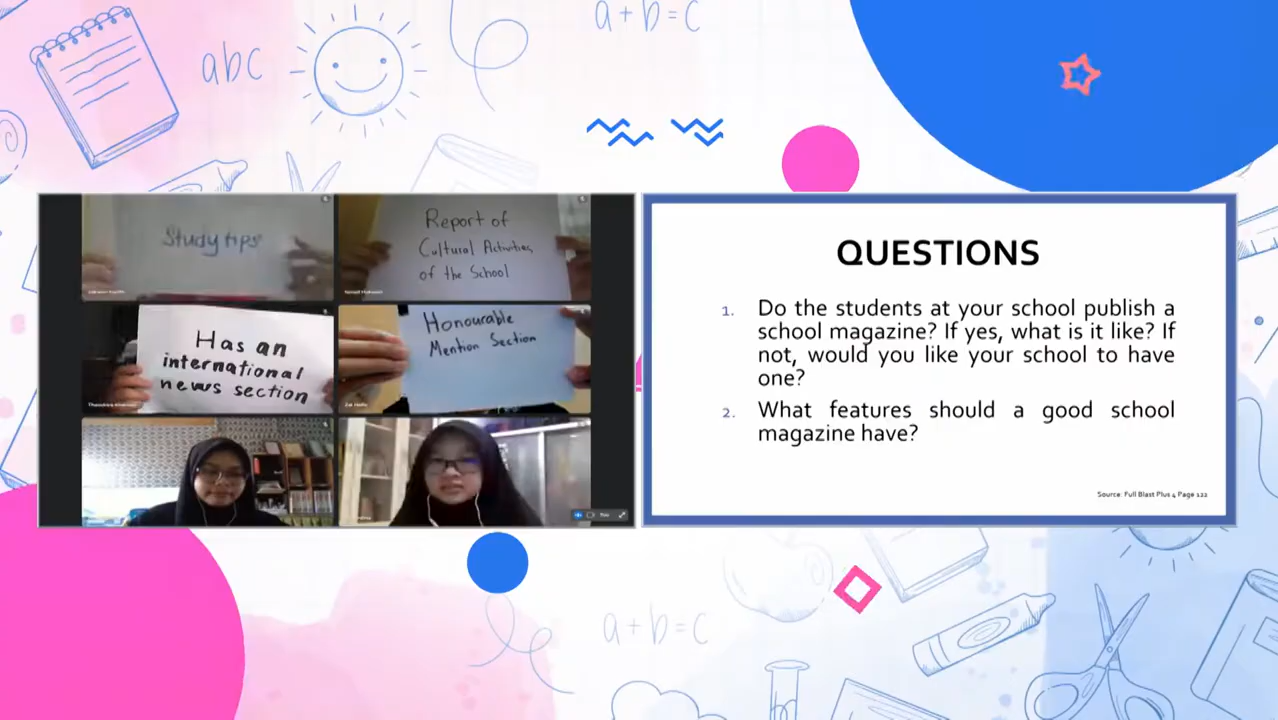 a+b=c
abc
Study tips
Report of
Cultural Activities
of the School
Has an
international
news section
Honourable
Mention Section
You
QUESTIONS
1. Do the students at your school publish a
school magazine? If yes, what is it like? If
not, would you like your school to have
one?
2. What features should a good school
magazine have?
Source: Full Blast Plus 4 Page 122
a+b=c